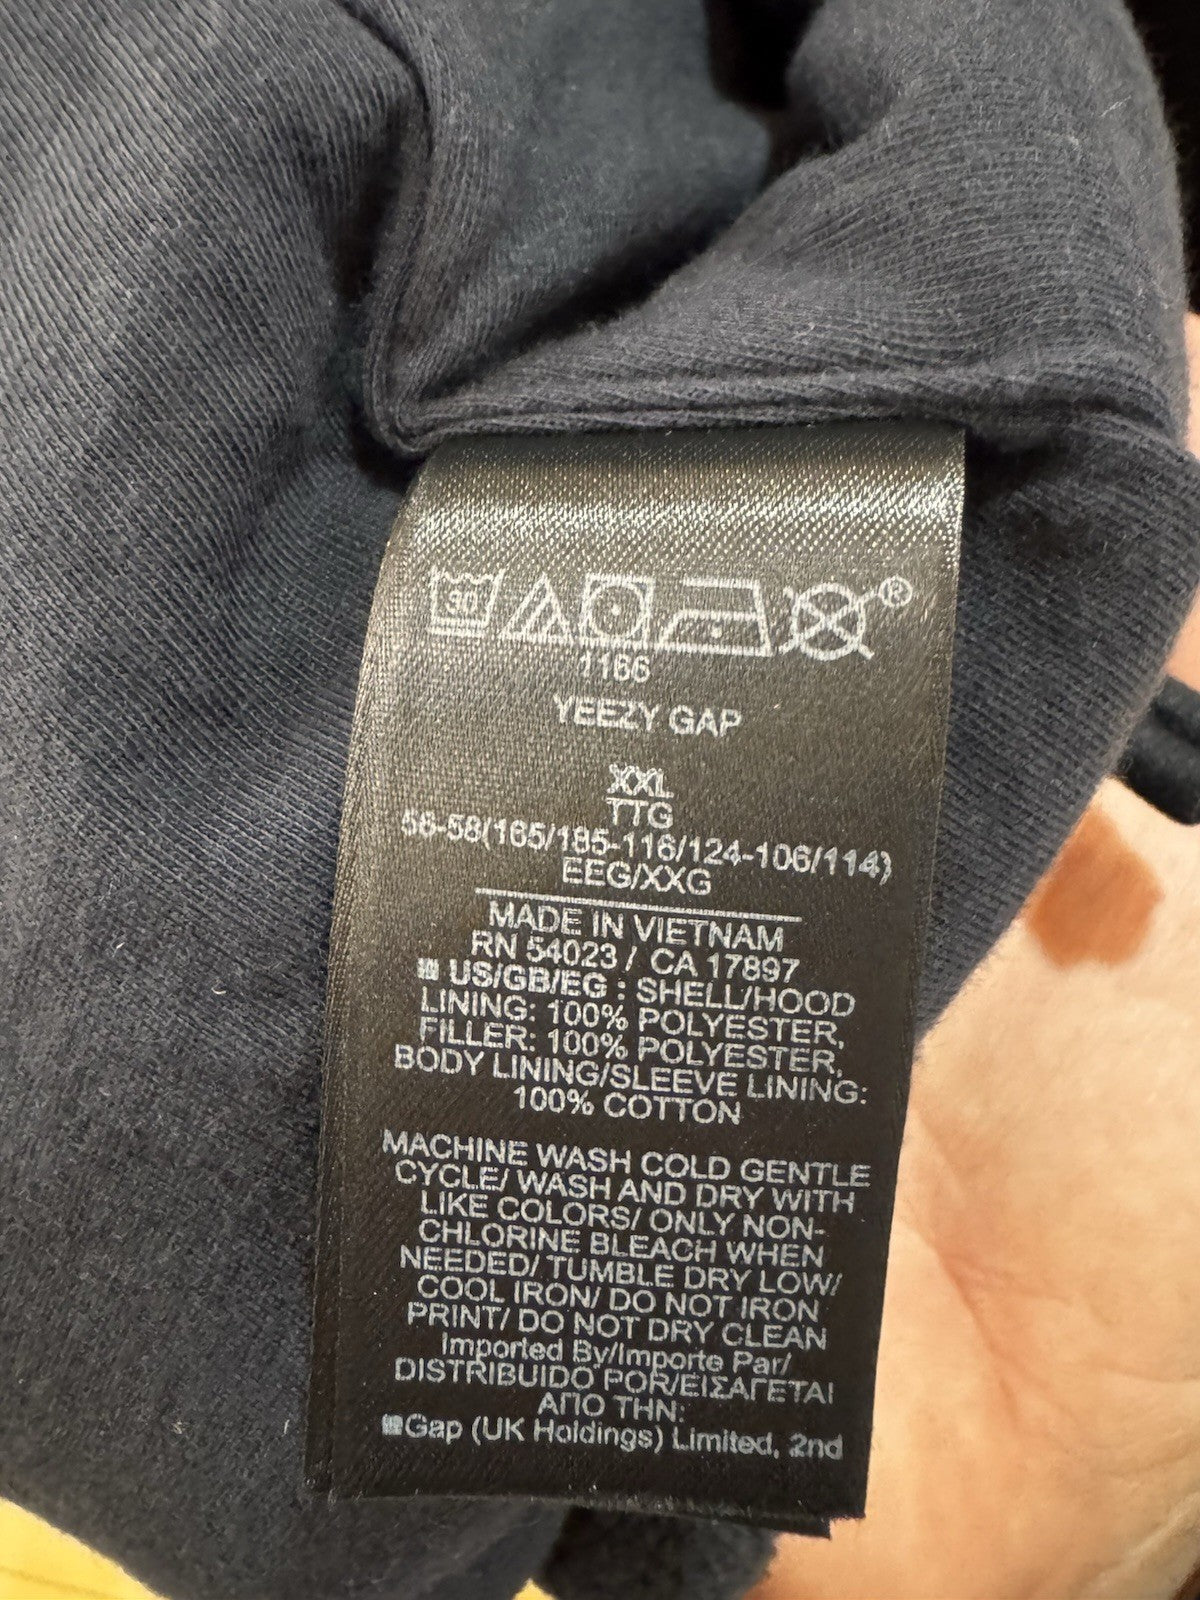 30
®
1166
YEEZY GAP
XXL
TTG
56-58(165/185-116/124-106/114)
EEG/XXG
MADE IN VIETNAM
RN 54023 / CA 17897
US/GB/EG : SHELL/HOOD
LINING: 100% POLYESTER,
FILLER: 100% POLYESTER,
BODY LINING/SLEEVE LINING:
100% COTTON
MACHINE WASH COLD GENTLE
CYCLE/ WASH AND DRY WITH
LIKE COLORS/ ONLY NON-
CHLORINE BLEACH WHEN
NEEDED/ TUMBLE DRY LOW/
COOL IRON/ DO NOT IRON
PRINT/ DO NOT DRY CLEAN
Imported By/Importe Par/
DISTRIBUIDO POR/ΕΙΣΑΓΕΤΑΙ
ΑΠΟ ΤΗΝ:
Gap (UK Holdings) Limited, 2nd